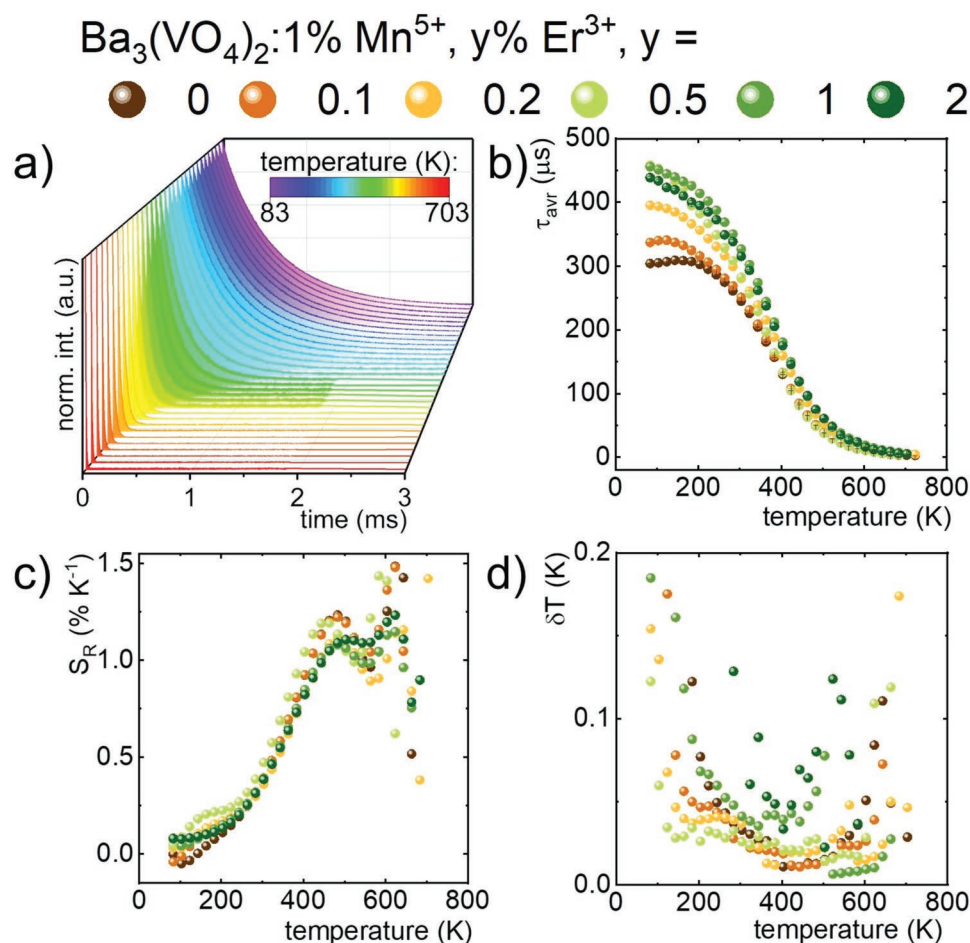 Ba₃(VO₄)₂:1% Mn⁵⁺, y% Er³⁺, y =
0 0.1 0.2 0.5 1 2
a)
temperature (K):
83 703
norm. int. (a.u.)
0 1 2 3
time (ms)
b)
τavr (µs)
500
400
300
200
100
0
0 200 400 600 800
temperature (K)
c)
SR (% K⁻¹)
1.5
1.0
0.5
0.0
0 200 400 600 800
temperature (K)
d)
δT (K)
0.2
0.1
0.0
0 200 400 600 800
temperature (K)